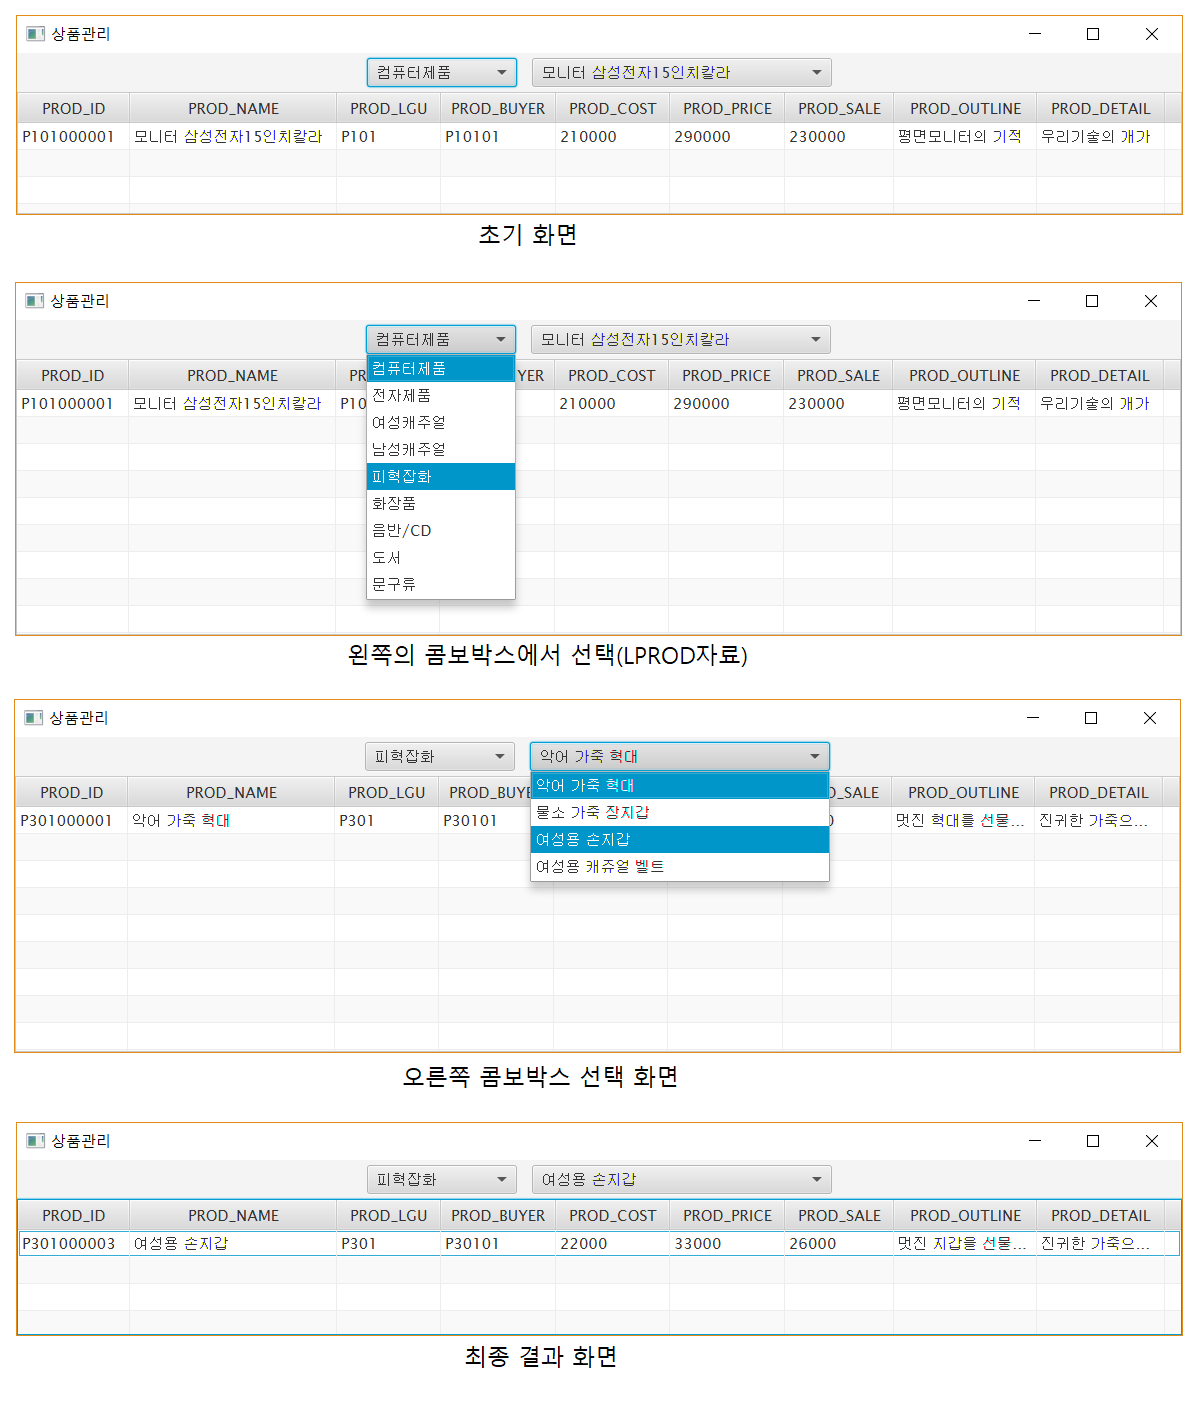 상품관리
컴퓨터제품 모니터 삼성전자15인치칼라
PROD_ID PROD_NAME PROD_LGU PROD_BUYER PROD_COST PROD_PRICE PROD_SALE PROD_OUTLINE PROD_DETAIL
P101000001 모니터 삼성전자15인치칼라 P101 P10101 210000 290000 230000 평면모니터의 기적 우리기술의 개가
초기 화면
상품관리
컴퓨터제품 모니터 삼성전자15인치칼라
PROD_ID PROD_NAME PR YER PROD_COST PROD_PRICE PROD_SALE PROD_OUTLINE PROD_DETAIL
P101000001 모니터 삼성전자15인치칼라 P10 210000 290000 230000 평면모니터의 기적 우리기술의 개가
컴퓨터제품
전자제품
여성캐주얼
남성캐주얼
피혁잡화
화장품
음반/CD
도서
문구류
왼쪽의 콤보박스에서 선택(LPROD자료)
상품관리
피혁잡화 악어 가죽 혁대
PROD_ID PROD_NAME PROD_LGU PROD_BUYE D_SALE PROD_OUTLINE PROD_DETAIL
P301000001 악어 가죽 혁대 P301 P30101 멋진 혁대를 선물... 진귀한 가죽으...
악어 가죽 혁대
물소 가죽 장지갑
여성용 손지갑
여성용 캐쥬얼 벨트
오른쪽 콤보박스 선택 화면
상품관리
피혁잡화 여성용 손지갑
PROD_ID PROD_NAME PROD_LGU PROD_BUYER PROD_COST PROD_PRICE PROD_SALE PROD_OUTLINE PROD_DETAIL
P301000003 여성용 손지갑 P301 P30101 22000 33000 26000 멋진 지갑을 선물... 진귀한 가죽으...
최종 결과 화면